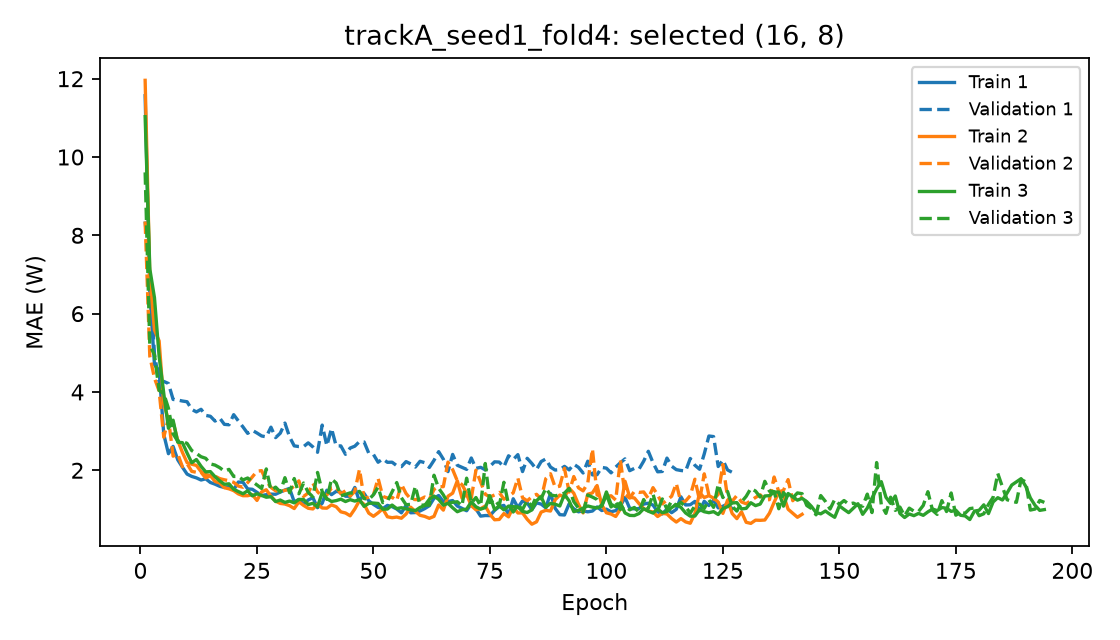 trackA_seed1_fold4: selected (16, 8)
12
10
8
6
4
2
MAE (W)
Train 1
Validation 1
Train 2
Validation 2
Train 3
Validation 3
0 25 50 75 100 125 150 175 200
Epoch